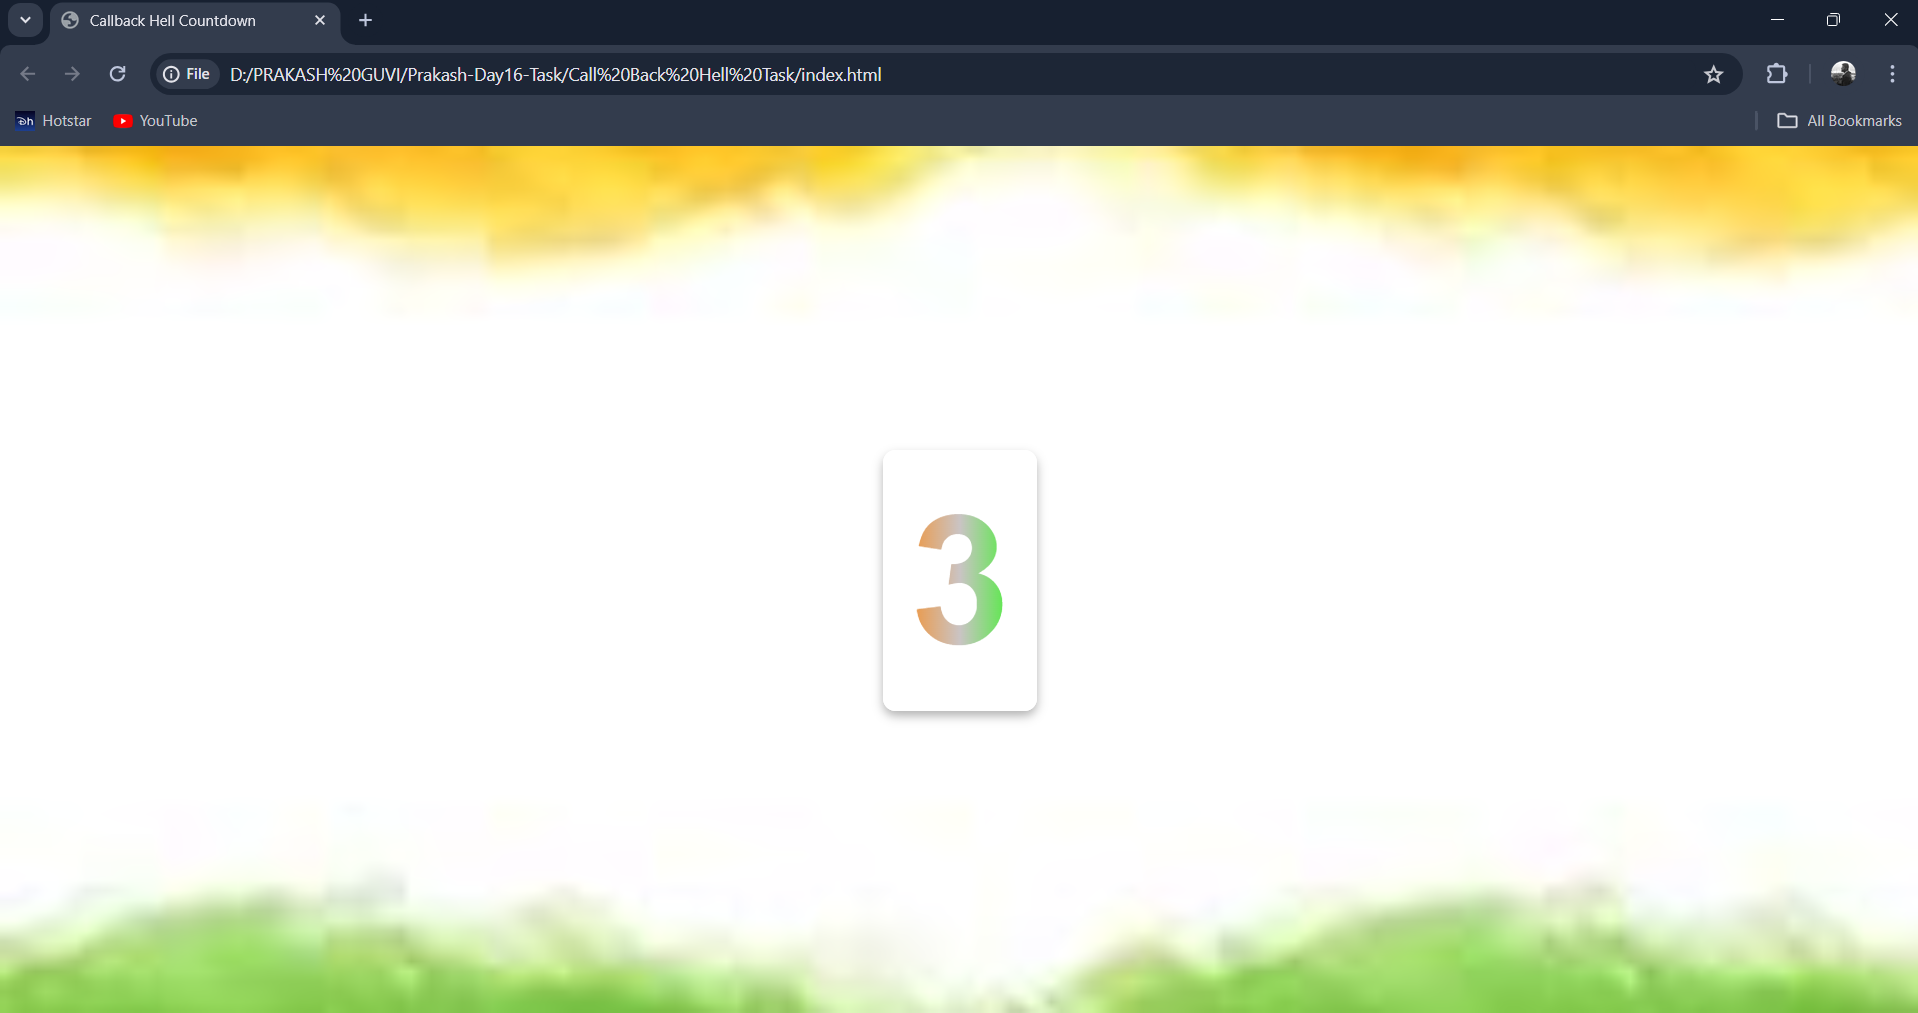 Callback Hell Countdown
File D:/PRAKASH%20GUVI/Prakash-Day16-Task/Call%20Back%20Hell%20Task/index.html
Hotstar YouTube All Bookmarks
3